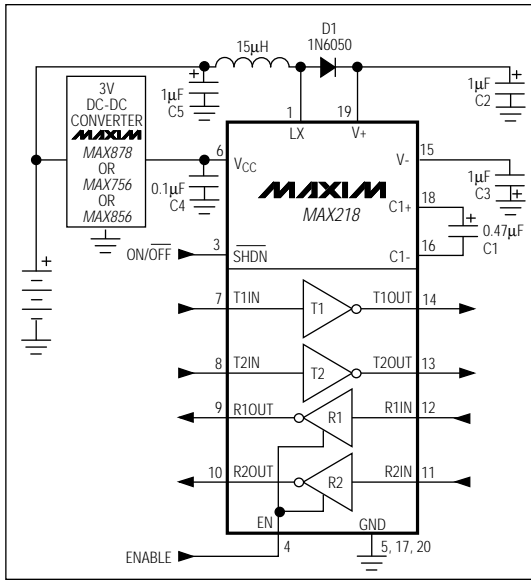 D1
1N6050
15µH
+
1µF
C5
1µF
C2
3V
DC-DC
CONVERTER
MAXIM
MAX878
OR
MAX756
OR
MAX856
1
LX
19
V+
6
VCC
0.1µF
C4
MAXIM
MAX218
15
V-
1µF
C3
18
C1+
0.47µF
C1
16
C1-
ON/OFF
3
SHDN
7
T1IN
T1
T1OUT
14
8
T2IN
T2
T2OUT
13
9
R1OUT
R1
R1IN
12
10
R2OUT
R2
R2IN
11
EN
4
GND
5, 17, 20
ENABLE